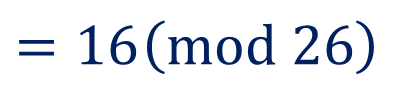 = 16(mod 26)